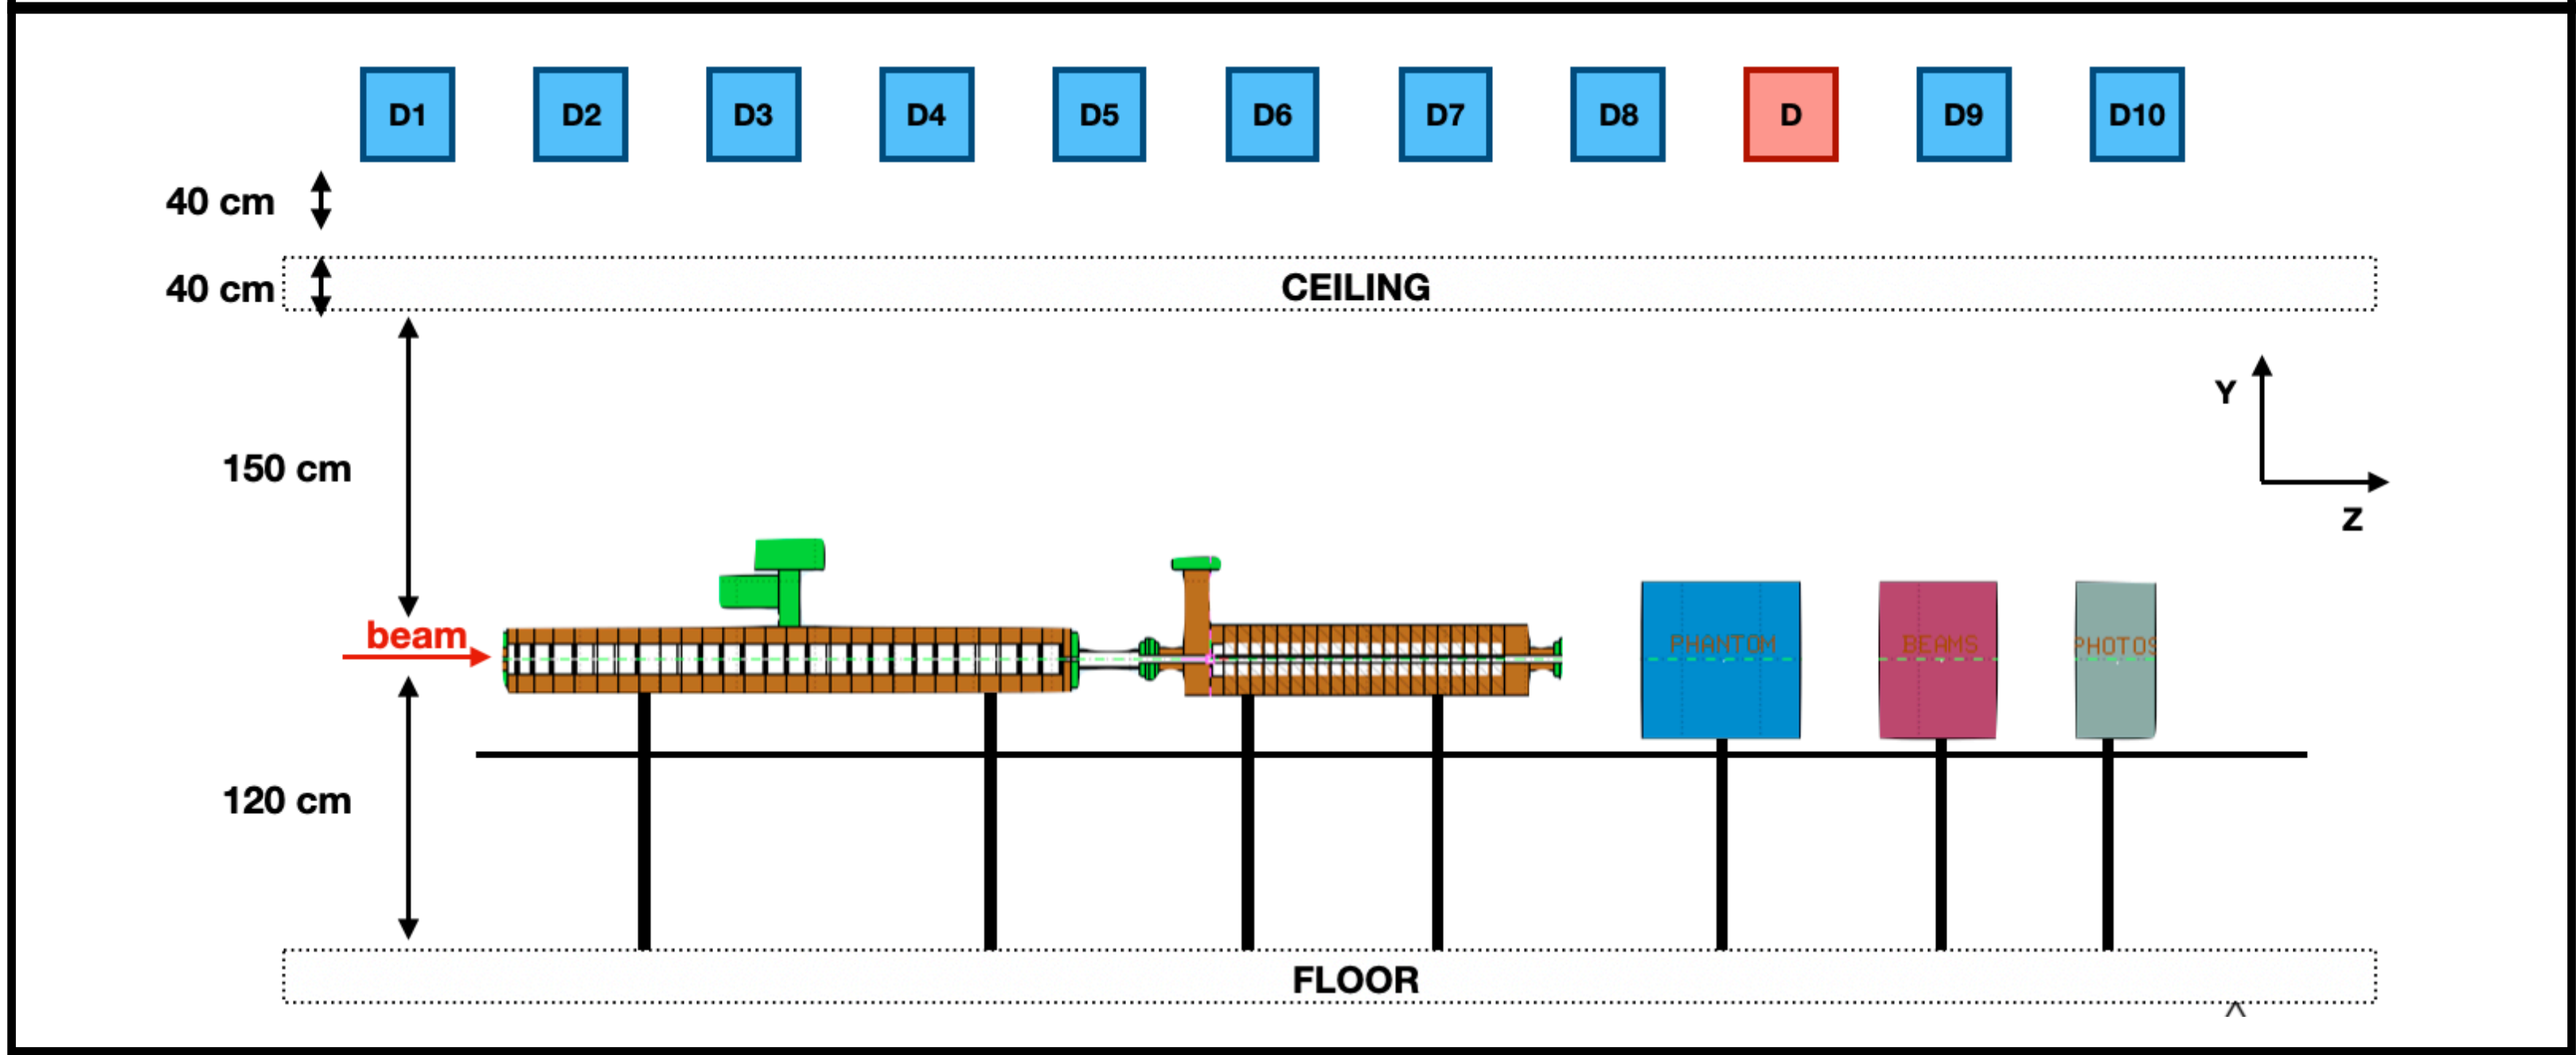 D1 D2 D3 D4 D5 D6 D7 D8 D D9 D10
40 cm
40 cm
CEILING
150 cm
Y
Z
beam
PHANTOM BEAMS PHOTOS
120 cm
FLOOR